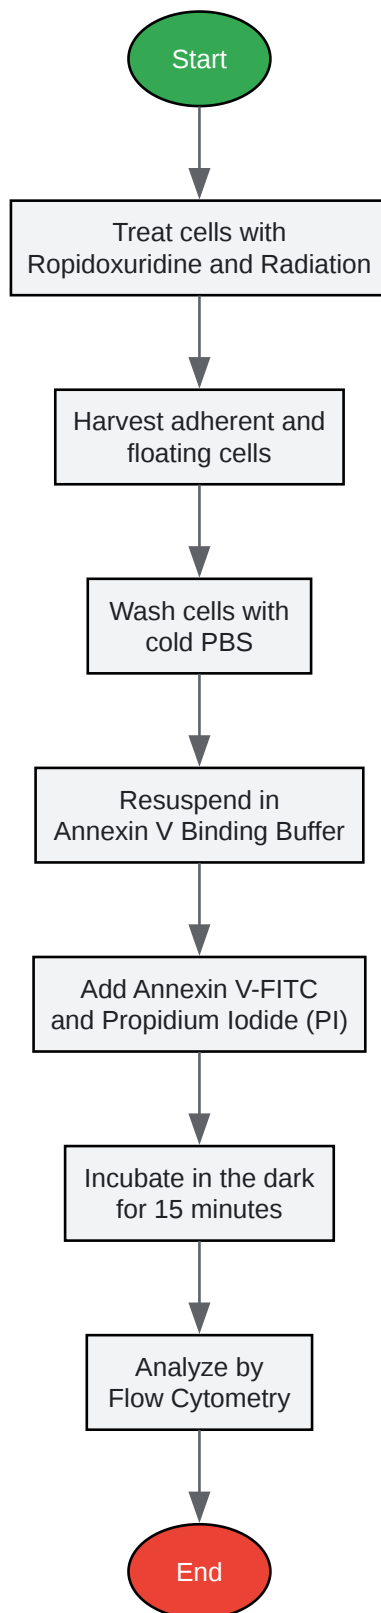 Start
Treat cells with
Ropidoxuridine and Radiation
Harvest adherent and
floating cells
Wash cells with
cold PBS
Resuspend in
Annexin V Binding Buffer
Add Annexin V-FITC
and Propidium Iodide (PI)
Incubate in the dark
for 15 minutes
Analyze by
Flow Cytometry
End